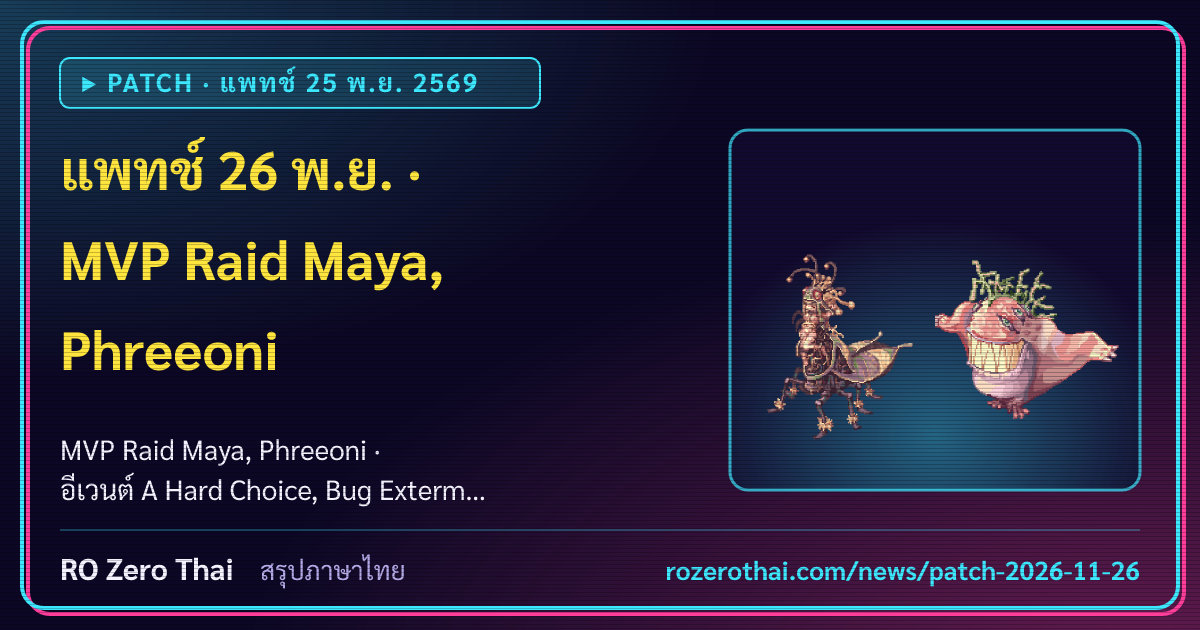 ▶ PATCH · แพทช์ 25 พ.ย. 2569
แพทช์ 26 พ.ย. ·
MVP Raid Maya,
Phreeoni
MVP Raid Maya, Phreeoni ·
อีเวนต์ A Hard Choice, Bug Exterm...
RO Zero Thai สรุปภาษาไทย
rozerothai.com/news/patch-2026-11-26